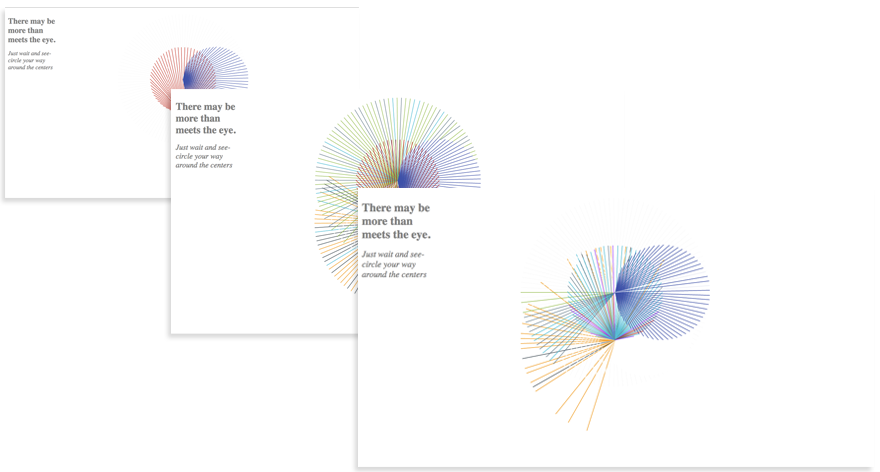 There may be
more than
meets the eye.
Just wait and see-
circle your way
around the centers
There may be
more than
meets the eye.
Just wait and see-
circle your way
around the centers
There may be
more than
meets the eye.
Just wait and see-
circle your way
around the centers